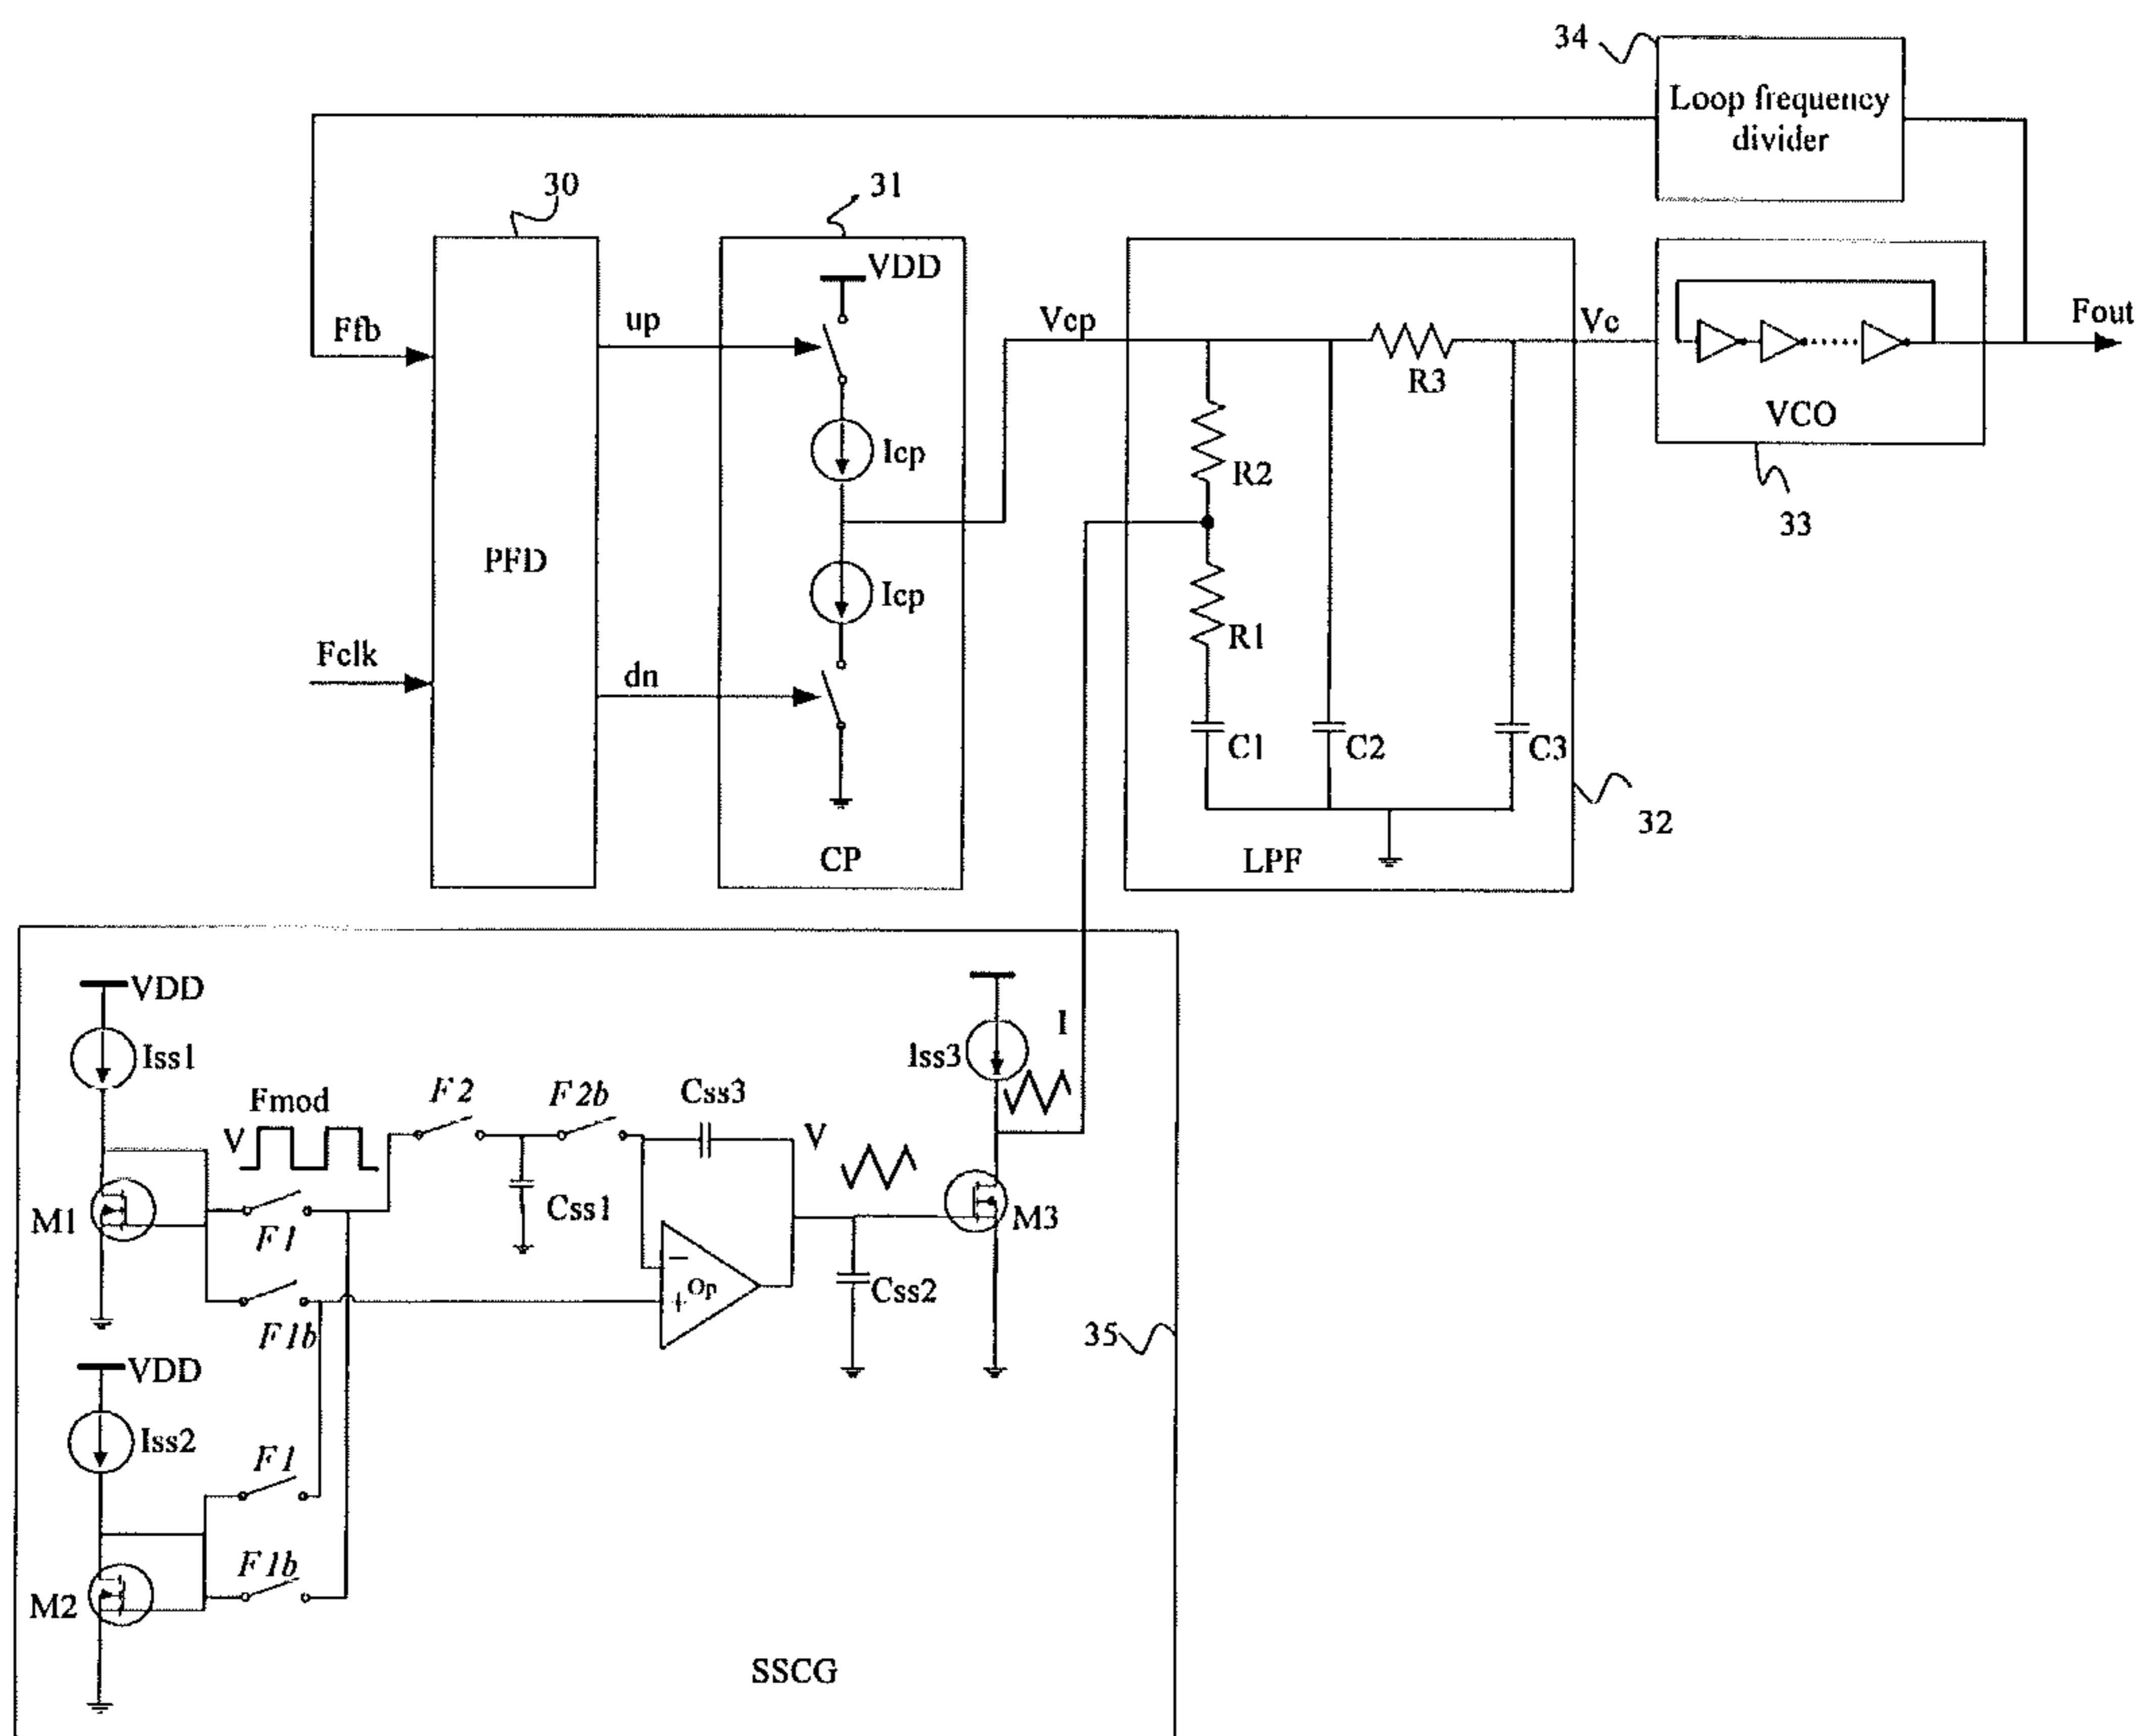 34
Loop frequency
divider
30
31
VDD
Ffb
up
Vcp
Vc
Fout
R3
VCO
Icp
R2
33
PFD
Icp
R1
Fclk
dn
C1
C2
C3
32
CP
LPF
VDD
Iss1
Fmod
V
F2
F2b
Css3
V
Iss3
I
M1
F1
Css1
M3
F1b
−
+
Op
Css2
35
VDD
Iss2
F1
F1b
M2
SSCG